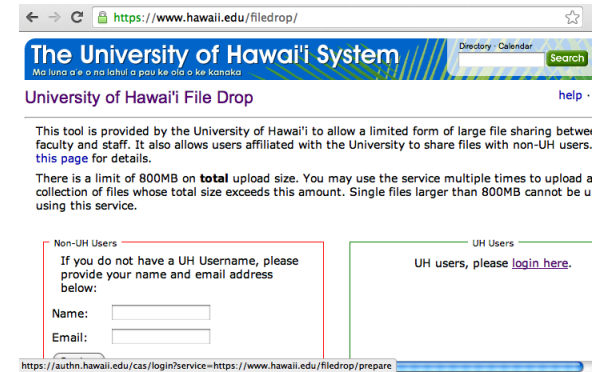 https://www.hawaii.edu/filedrop/
The University of Hawai'i System
Ma luna a'e o na lahui a pau ke ola o ke kanaka
Directory · Calendar
Search
University of Hawai'i File Drop
help ·
This tool is provided by the University of Hawai'i to allow a limited form of large file sharing betwee
faculty and staff. It also allows users affiliated with the University to share files with non-UH users.
this page for details.
There is a limit of 800MB on total upload size. You may use the service multiple times to upload a
collection of files whose total size exceeds this amount. Single files larger than 800MB cannot be u
using this service.
Non-UH Users
If you do not have a UH Username, please
provide your name and email address
below:
Name:
Email:
UH Users
UH users, please login here.
https://authn.hawaii.edu/cas/login?service=https://www.hawaii.edu/filedrop/prepare